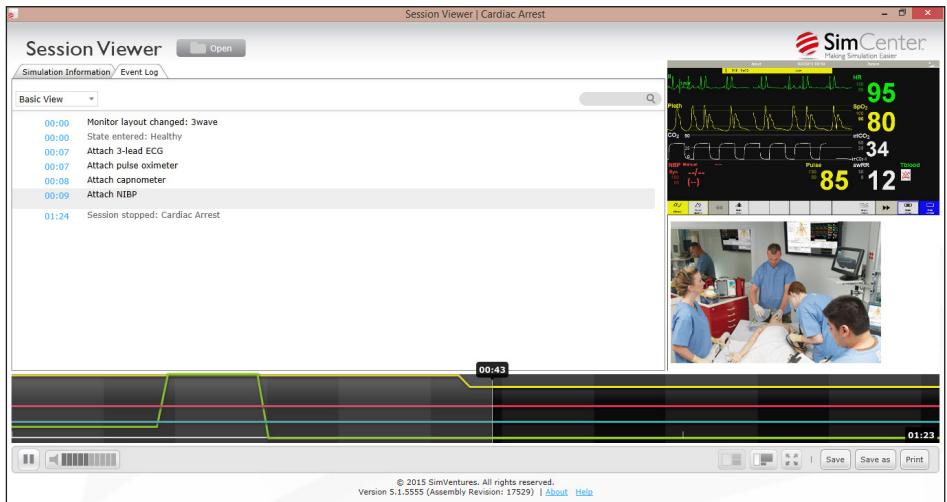 Session Viewer | Cardiac Arrest
Session Viewer
Open
SimCenter
Making Simulation Easier
Simulation Information
Event Log
Basic View
00:00 Monitor layout changed: 3wave
00:00 State entered: Healthy
00:07 Attach 3-lead ECG
00:07 Attach pulse oximeter
00:08 Attach capnometer
00:09 Attach NIBP
01:24 Session stopped: Cardiac Arrest
HR
95
Pleth
SpO₂
80
CO₂
etCO₂
34
NIBP Manual
Sys
--/--
(--)
Pulse
85
awRR
12
Tblood
00:43
01:23
Save
Save as
Print
© 2015 SimVentures. All rights reserved.
Version 5.1.5555 (Assembly Revision: 17529) | About Help